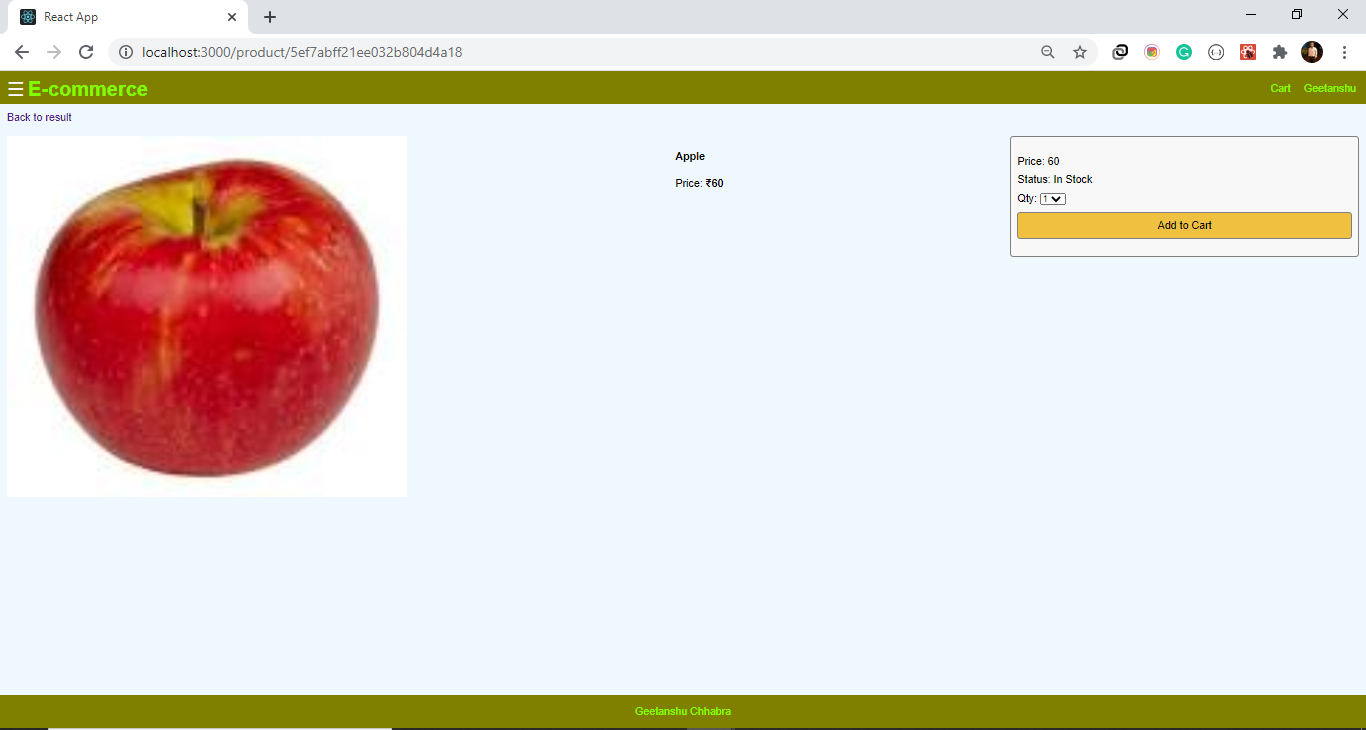 React App
localhost:3000/product/5ef7abff21ee032b804d4a18
☰ E-commerce
Cart Geetanshu
Back to result
Apple
Price: ₹60
Price: 60
Status: In Stock
Qty: 1
Add to Cart
Geetanshu Chhabra